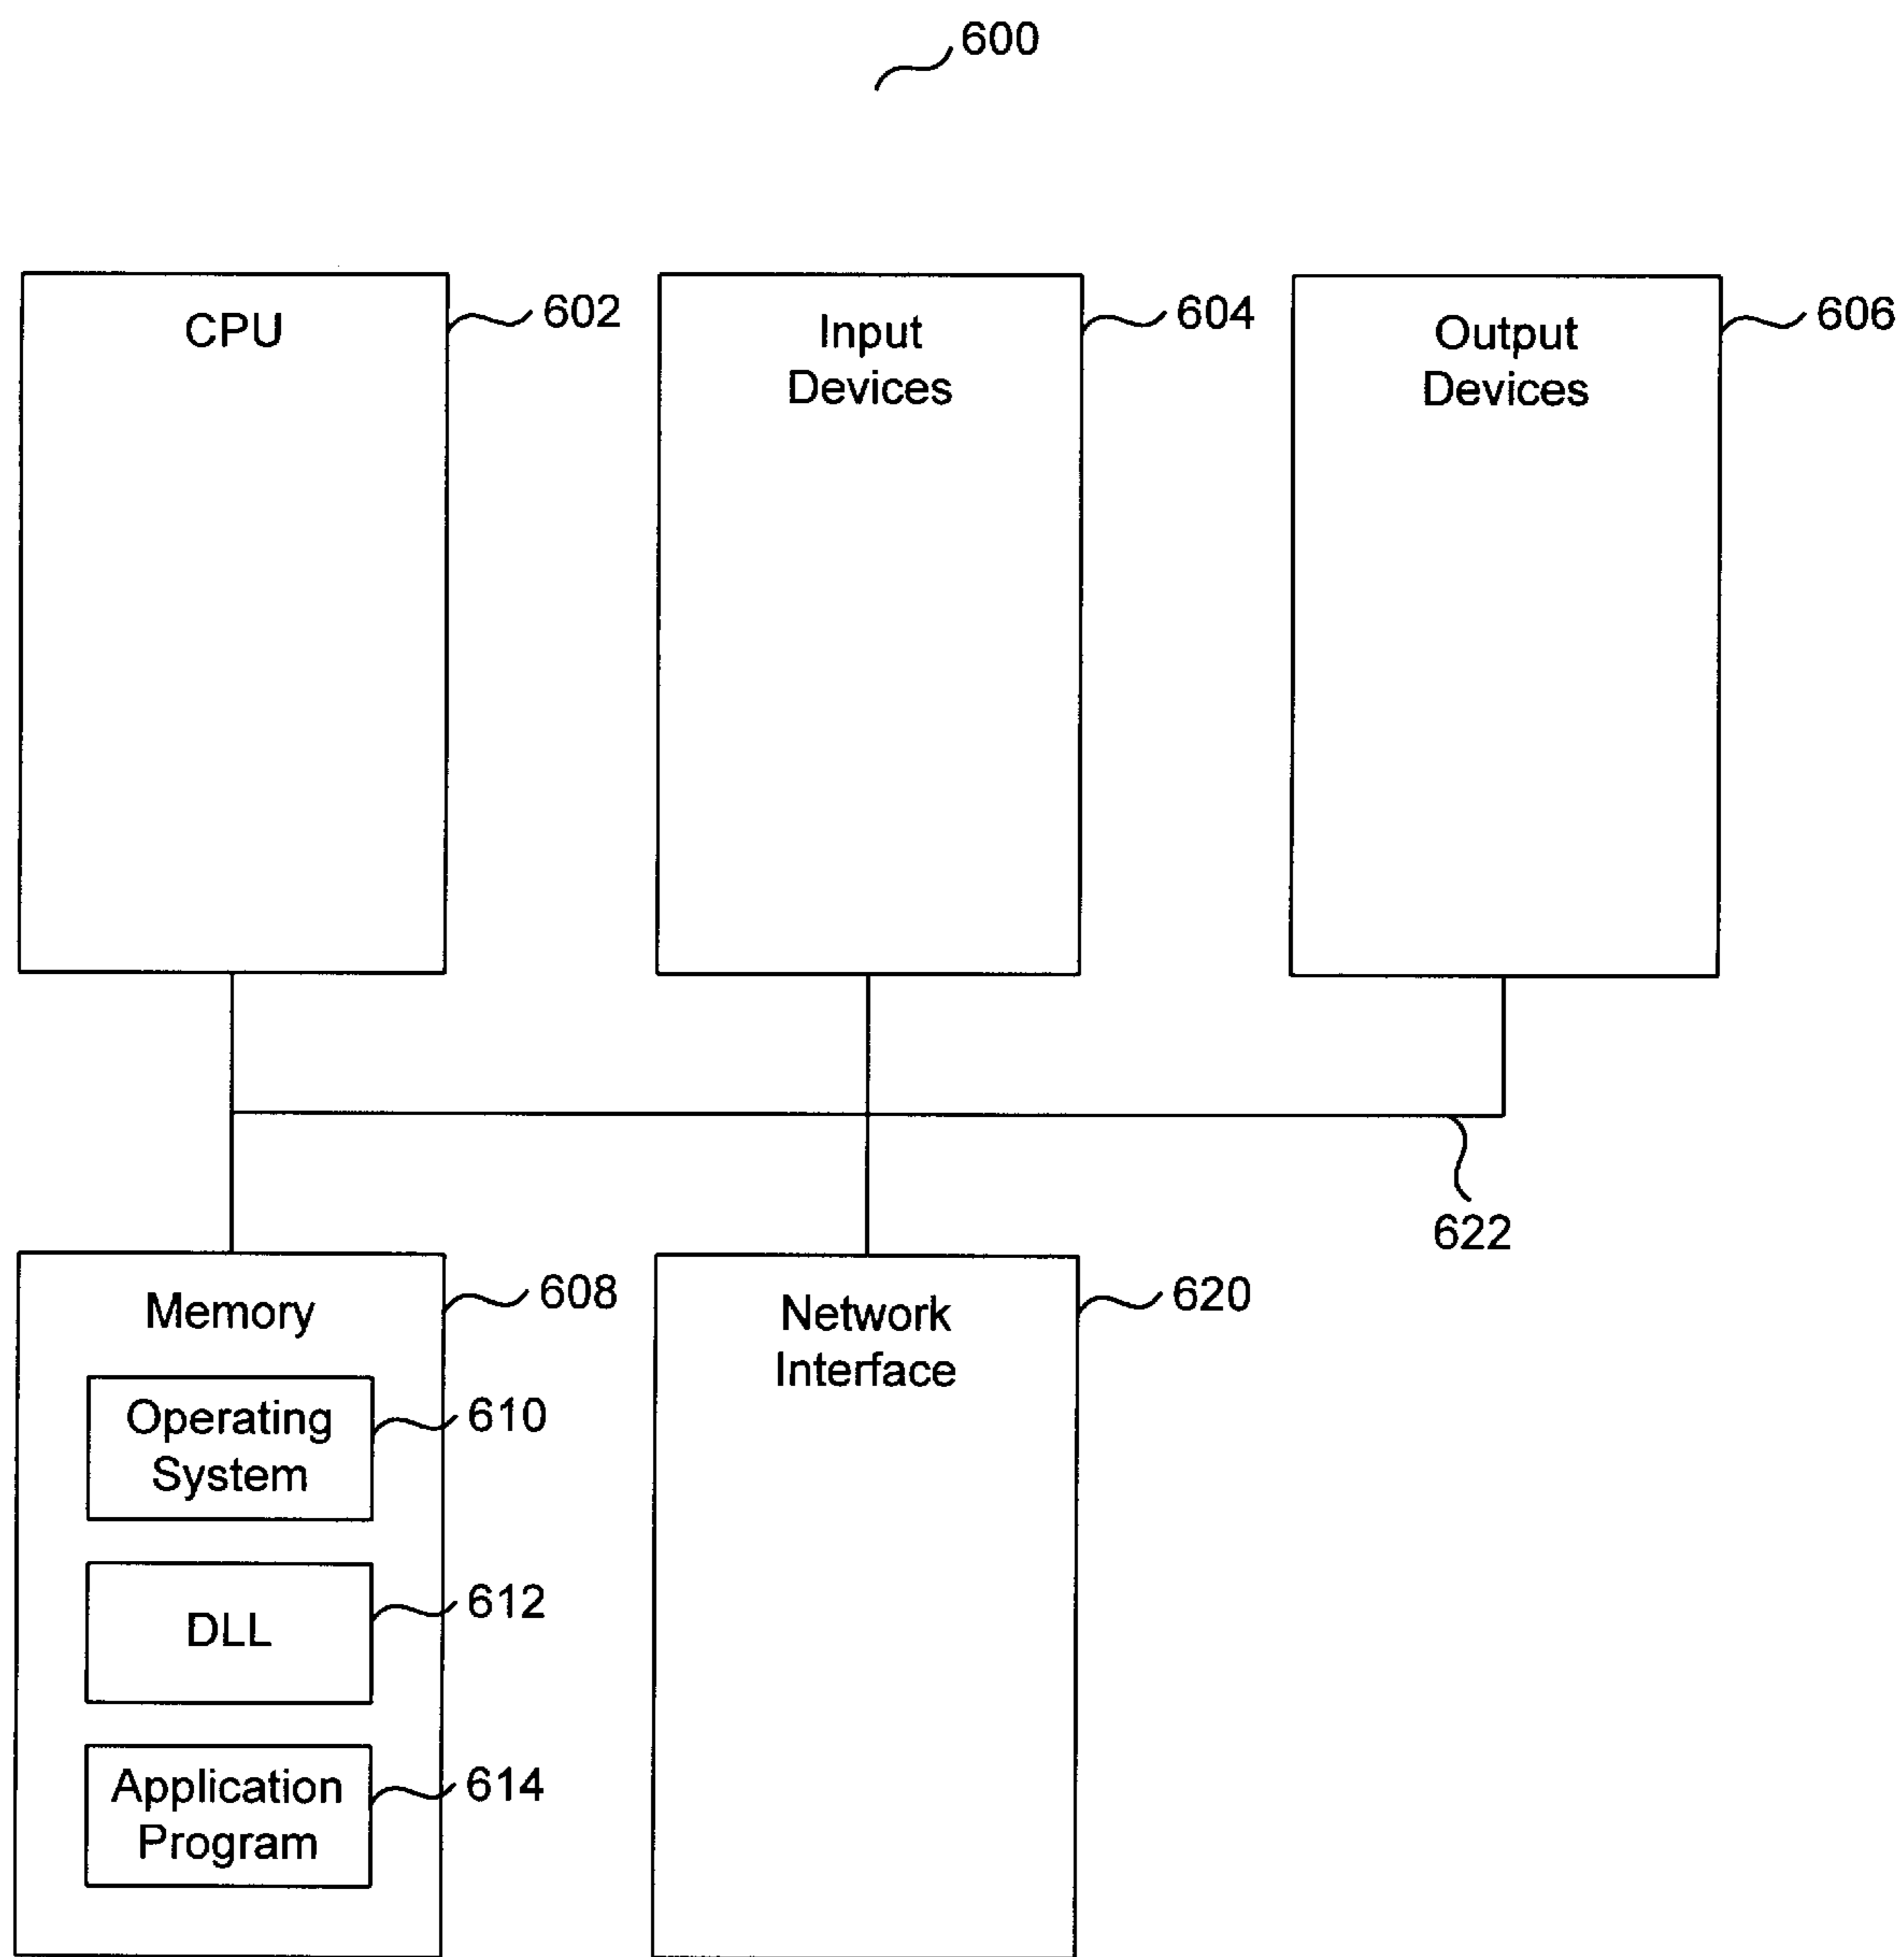 600
CPU
602
Input
Devices
604
Output
Devices
606
622
Memory
608
Operating
System
610
DLL
612
Application
Program
614
Network
Interface
620